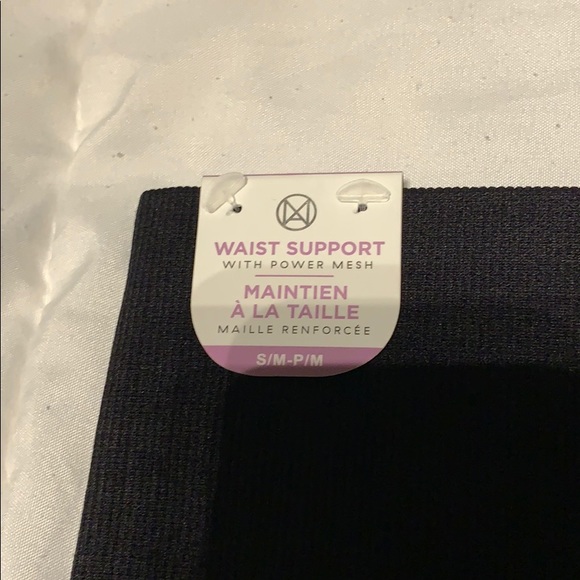 WAIST SUPPORT
WITH POWER MESH
MAINTIEN
À LA TAILLE
MAILLE RENFORCÉE
S/M-P/M